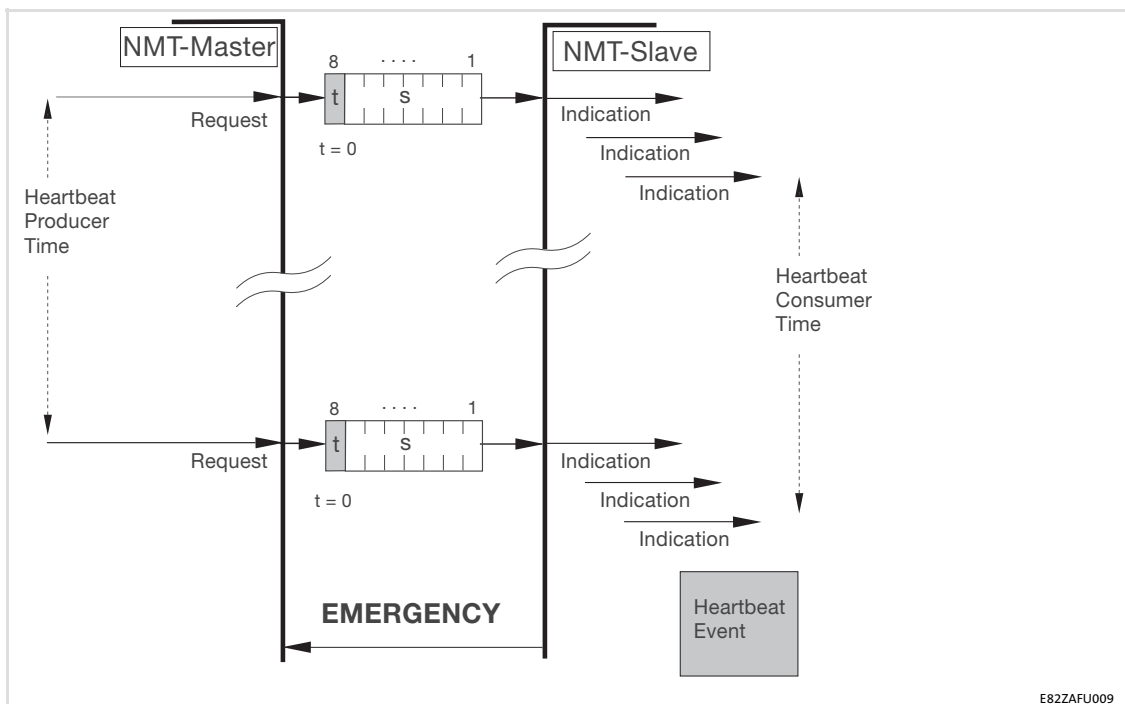 NMT-Master
NMT-Slave
8 ···· 1
t s
Request
t = 0
Indication
Indication
Indication
Heartbeat
Producer
Time
Heartbeat
Consumer
Time
8 ···· 1
t s
Request
t = 0
Indication
Indication
Indication
EMERGENCY
Heartbeat
Event
E82ZAFU009